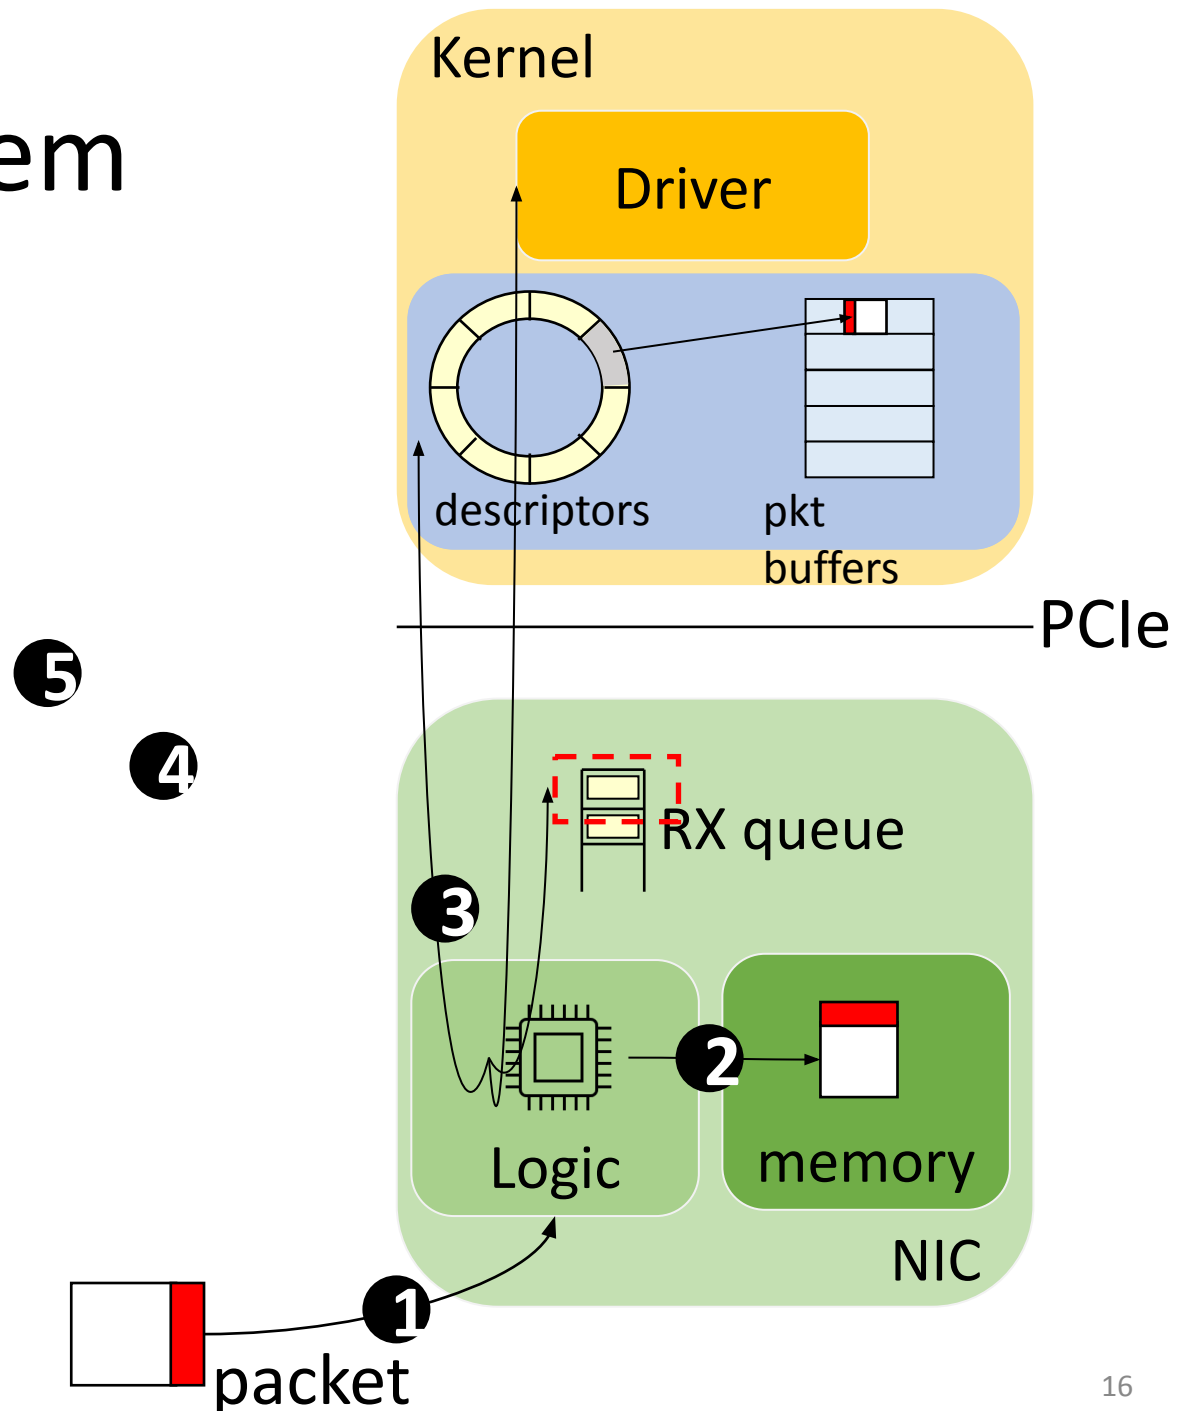 Kernel
em
Driver
descriptors
pkt
buffers
PCIe
5
4
RX queue
3
2
Logic
memory
NIC
1
packet
16